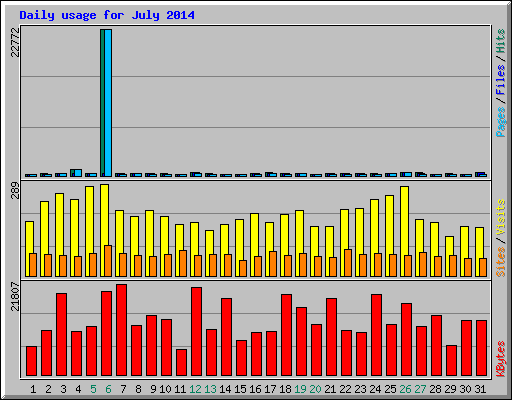 Daily usage for July 2014
22772
Pages / Files / Hits
289
Sites / Visits
21807
KBytes
1 2 3 4 5 6 7 8 9 10 11 12 13 14 15 16 17 18 19 20 21 22 23 24 25 26 27 28 29 30 31